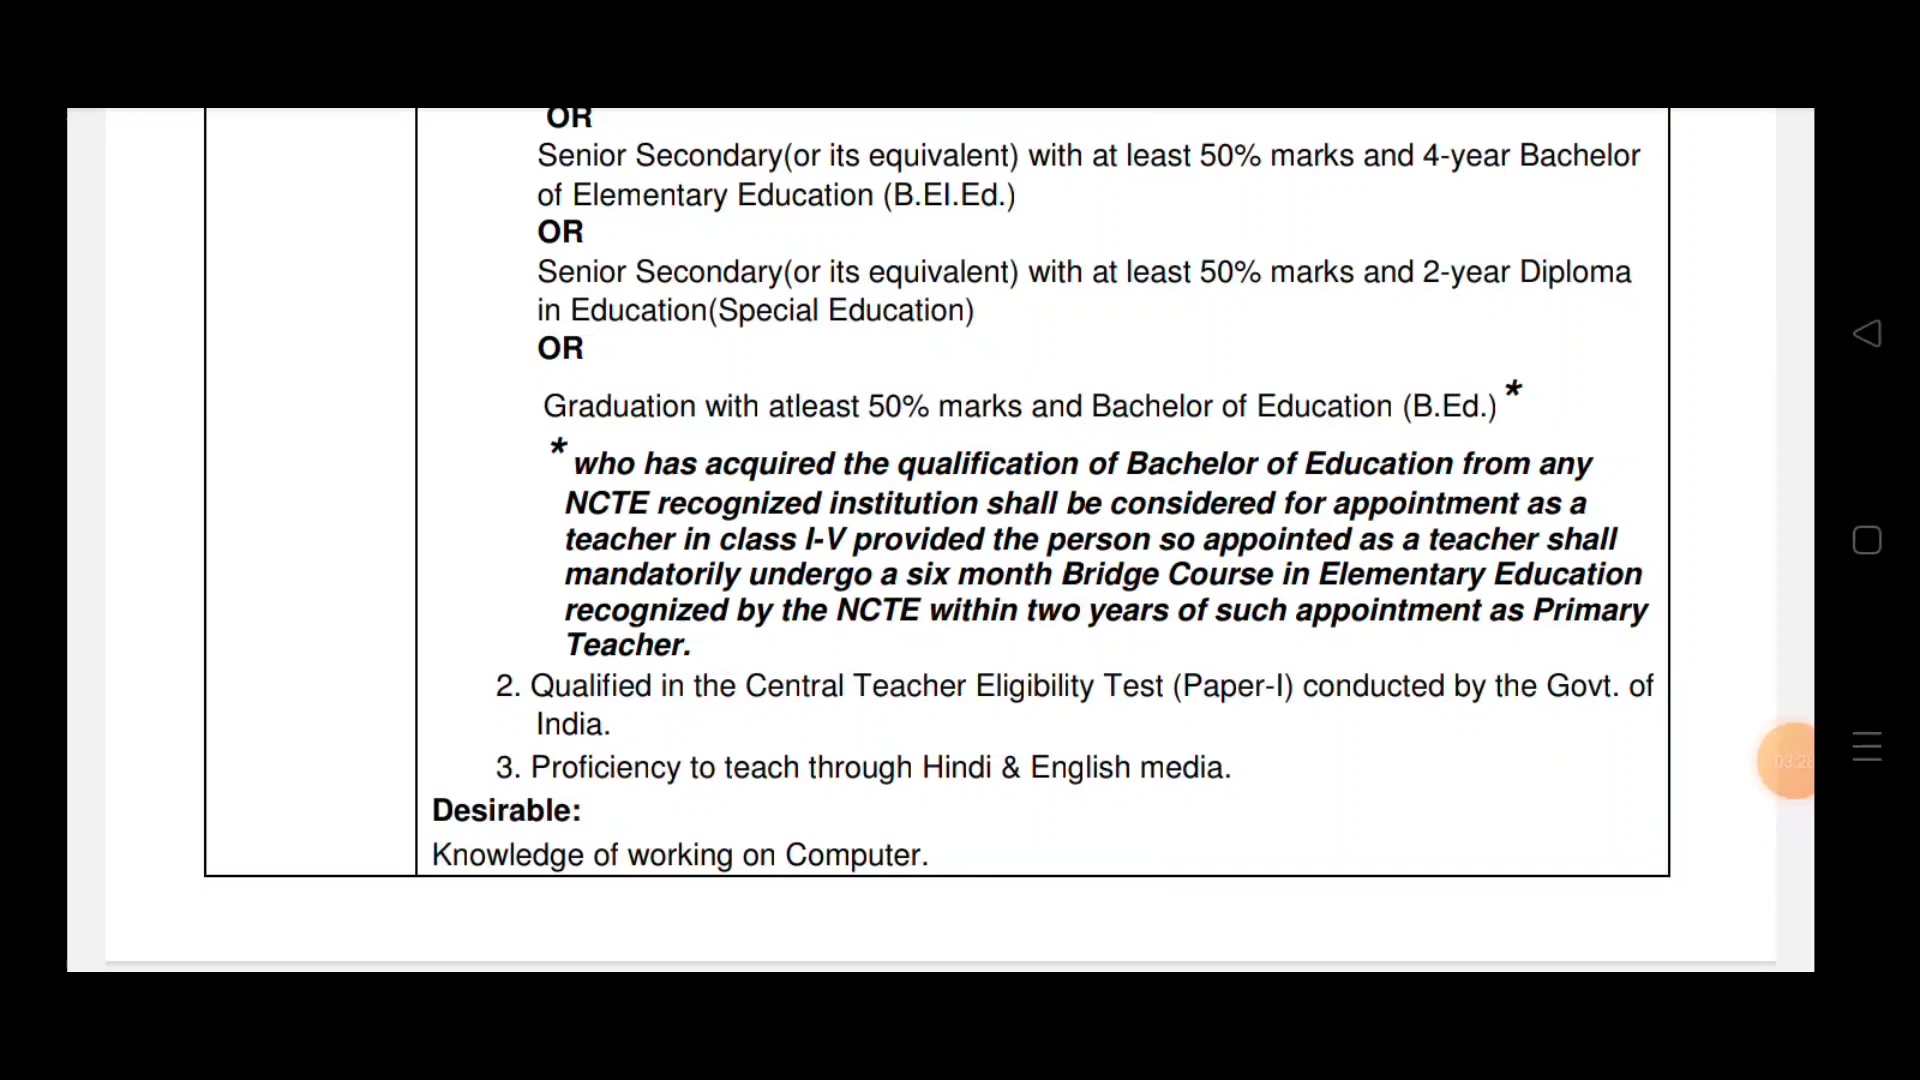 OR
Senior Secondary(or its equivalent) with at least 50% marks and 4-year Bachelor
of Elementary Education (B.EI.Ed.)
OR
Senior Secondary(or its equivalent) with at least 50% marks and 2-year Diploma
in Education(Special Education)
OR
Graduation with atleast 50% marks and Bachelor of Education (B.Ed.) *
* who has acquired the qualification of Bachelor of Education from any
NCTE recognized institution shall be considered for appointment as a
teacher in class I-V provided the person so appointed as a teacher shall
mandatorily undergo a six month Bridge Course in Elementary Education
recognized by the NCTE within two years of such appointment as Primary
Teacher.
2. Qualified in the Central Teacher Eligibility Test (Paper-I) conducted by the Govt. of
India.
3. Proficiency to teach through Hindi & English media.
Desirable:
Knowledge of working on Computer.